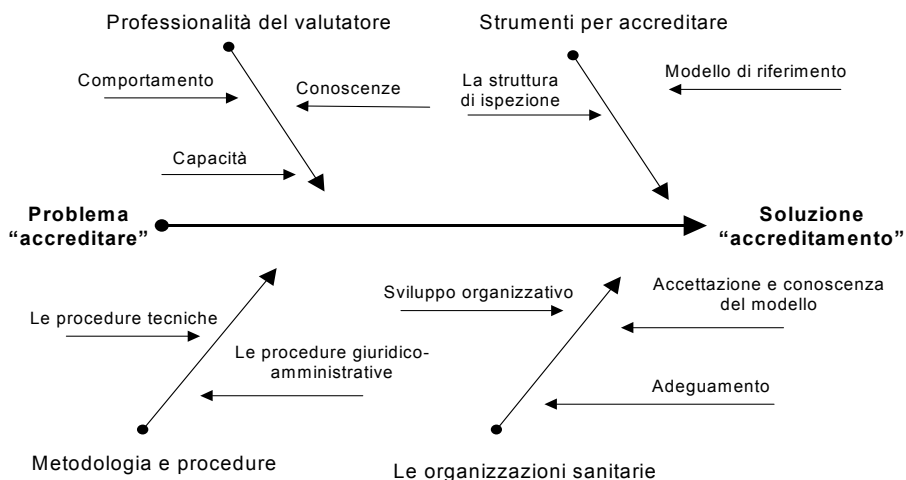 Professionalità del valutatore
Strumenti per accreditare
Comportamento
Conoscenze
La struttura
di ispezione
Modello di riferimento
Capacità
Problema
“accreditare”
Soluzione
“accreditamento”
Sviluppo organizzativo
Accettazione e conoscenza
del modello
Le procedure tecniche
Le procedure giuridico-
amministrative
Adeguamento
Metodologia e procedure
Le organizzazioni sanitarie